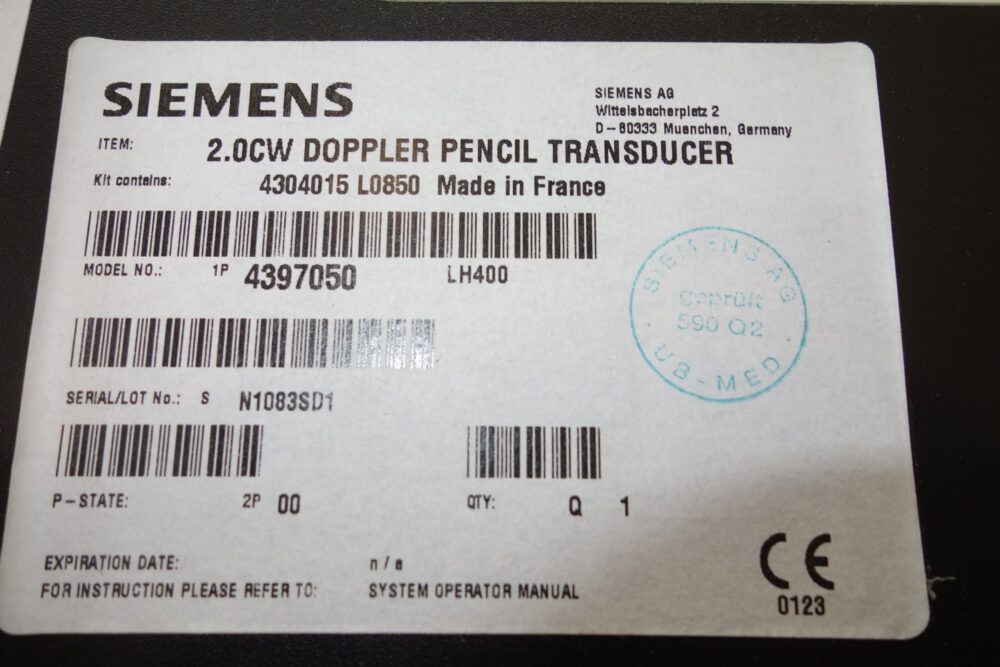 SIEMENS
SIEMENS AG
Wittelsbacherplatz 2
D-80333 Muenchen, Germany
ITEM: 2.0CW DOPPLER PENCIL TRANSDUCER
Kit contains: 4304015 L0850 Made in France
MODEL NO.: 1P 4397050 LH400
SIEMENS AG
Geprüft
590 Q2
UB-MED
SERIAL/LOT No.: S N1083SD1
P-STATE: 2P 00 QTY: Q 1
EXPIRATION DATE: n/a
FOR INSTRUCTION PLEASE REFER TO: SYSTEM OPERATOR MANUAL
CE
0123